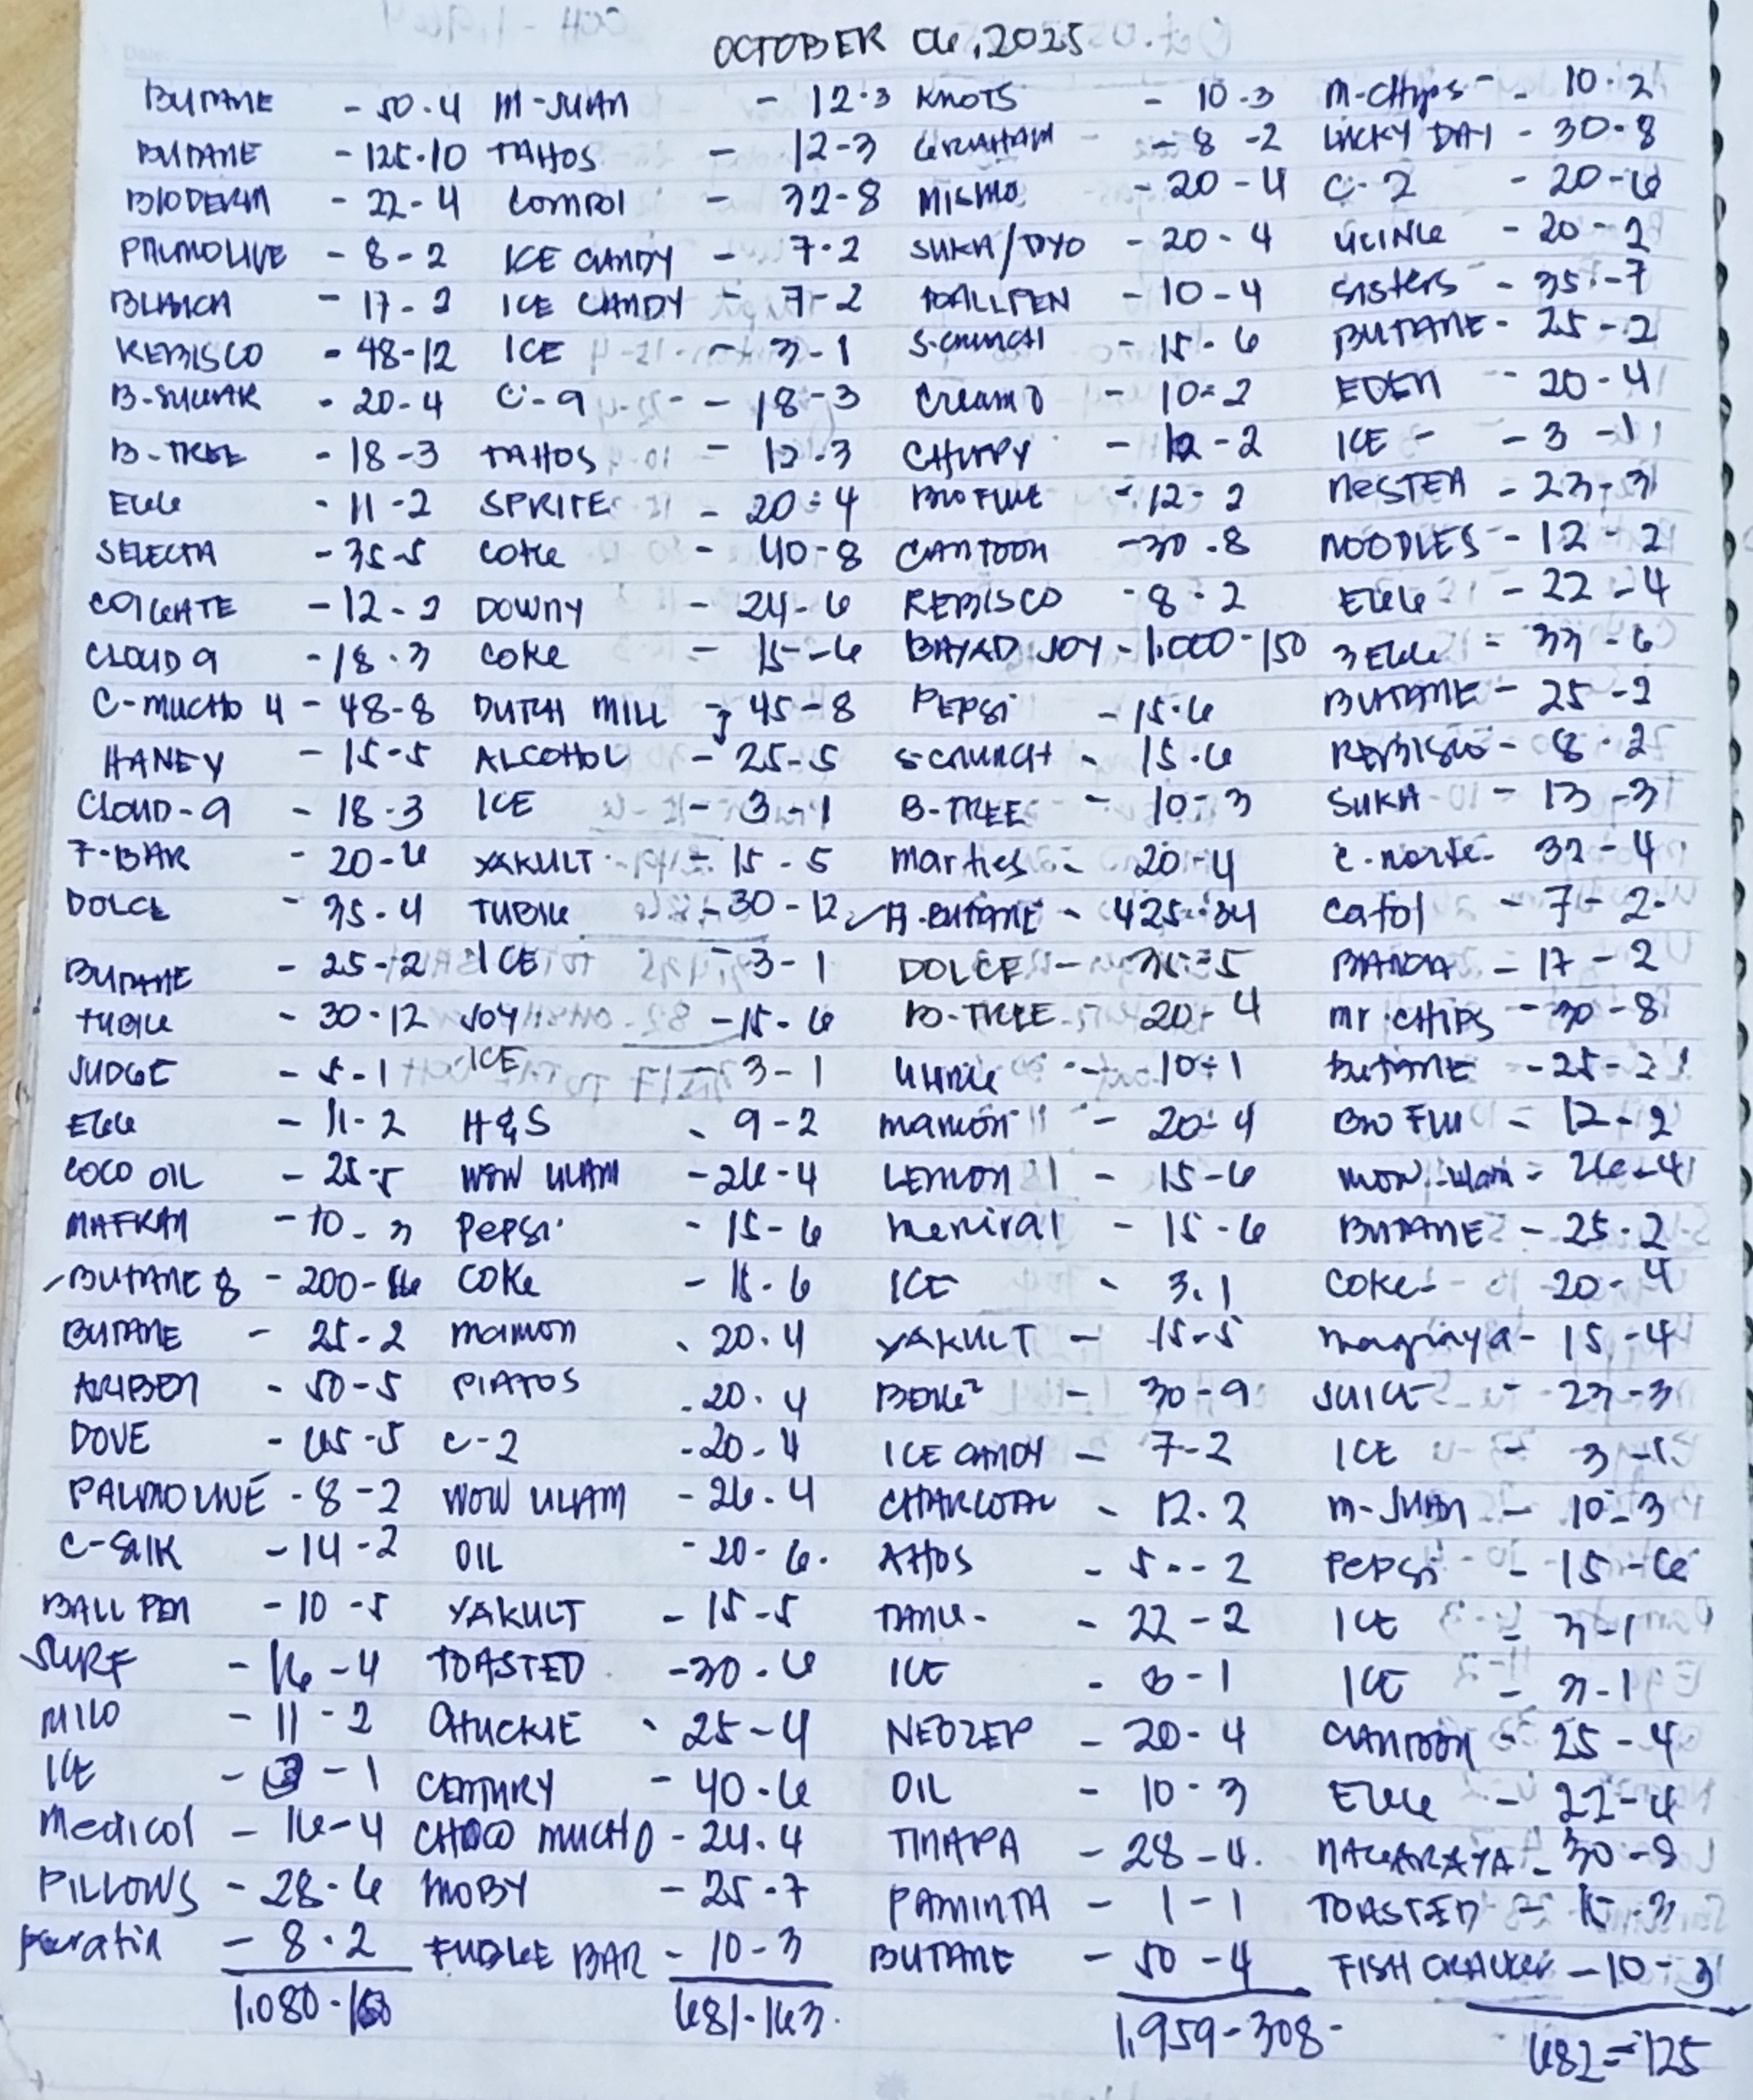 OCTOBER 06, 2025
BUTANE - 50-4
BUTANE - 125-10
BIODERM - 22-4
PALMOLIVE - 8-2
BIANCA - 17-2
REBISCO - 48-12
B-SUGAR - 20-4
B-TREE - 18-3
EGG - 11-2
SELECTA - 35-5
COLGATE - 12-2
CLOUD 9 - 18-3
C-MUCHO 4 - 48-8
HANEY - 15-5
CLOUD-9 - 18-3
F-BAR - 20-6
DOLCE - 35-4
BUTANE - 25-2
TUBIG - 30-12
JUDGE - 5-1
EGG - 11-2
COCO OIL - 25-5
MAFRAN - 10-3
BUTANE 8 - 200-16
BUTANE - 25-2
- 50-5
DOVE - 65-5
PALMOLIVE - 8-2
C-SILK - 14-2
BALL PEN - 10-5
SURF - 16-4
MILO - 11-2
ICE - 3-1
Medicol - 16-4
PILLOWS - 28-6
keratin - 8-2
1,080-160
M-JUAN - 12-3
TAHOS - 12-3
COMPOL - 32-8
ICE CANDY - 7-2
ICE CANDY - 7-2
ICE - 3-1
C-9 - 18-3
TAHOS - 12-3
SPRITE - 20-4
COKE - 40-8
DOWNY - 24-6
COKE - 15-6
DUTCH MILL - 45-8
ALCOHOL - 25-5
ICE - 3-1
YAKULT - 15-5
TUBIG - 30-12
ICE - 3-1
JOY - 15-6
ICE - 3-1
H&S - 9-2
WOW ULAM - 26-4
Pepsi - 15-6
COKE - 15-6
mamon - 20-4
PIATOS - 20-4
C-2 - 20-4
WOW ULAM - 26-4
OIL - 20-6
YAKULT - 15-5
TOASTED - 30-6
CHUCKIE - 25-4
CENTURY - 40-6
CHOCO MUCHO - 24-4
MOBY - 25-7
FUDGE BAR - 10-3
681-163
KNOTS - 10-3
GRAHAM - 8-2
MISMO - 20-4
SUKA/TOYO - 20-4
BALLPEN - 10-4
S-CRUNCH - 15-6
Cream O - 10-2
CHIPPY - 12-2
BIO FLUE - 12-2
CANTOON - 30-8
REBISCO - 8-2
BAYAD JOY - 1,000-150
PEPSI - 15-6
S-CRUNCH - 15-6
B-TREE - 10-3
marties - 20-4
H-BUTANE - 425-34
DOLCE - 35-5
B-TREE - 20-4
- 10-1
mamon - 20-4
LEMON - 15-6
meniral - 15-6
ICE - 3-1
YAKULT - 15-5
- 30-9
ICE CANDY - 7-2
CHARCOAL - 12-2
AHOS - 5-2
TANG - 22-2
ICE - 3-1
NEOZEP - 20-4
OIL - 10-3
TINAPA - 28-4
PAMINTA - 1-1
BUTANE - 50-4
1,959-308
M-CHips - 10-2
LUCKY DAY - 30-8
C-2 - 20-6
- 20-2
Sisters - 35-7
BUTANE - 25-2
EDEN - 20-4
ICE - 3-1
NESTEA - 23-3
NOODLES - 12-2
EGG - 22-4
3 EGG - 33-6
BUTANE - 25-2
REBISCO - 8-2
SUKA - 13-3
C-norte - 32-4
Cafol - 7-2
BIANCA - 17-2
mr CHIPS - 30-8
BUTANE - 25-2
BIO FLU - 12-2
wow ulam - 26-4
BUTANE - 25-2
COKE - 20-4
nagaraya - 15-4
JUICE - 23-3
ICE - 3-1
M-JUAN - 10-3
PEPSI - 15-6
ICE - 3-1
ICE - 3-1
CANTOON - 25-4
EGG - 22-4
NAGARAYA - 30-8
TOASTED - 15-3
FISH CRACKER - 10-3
682-125